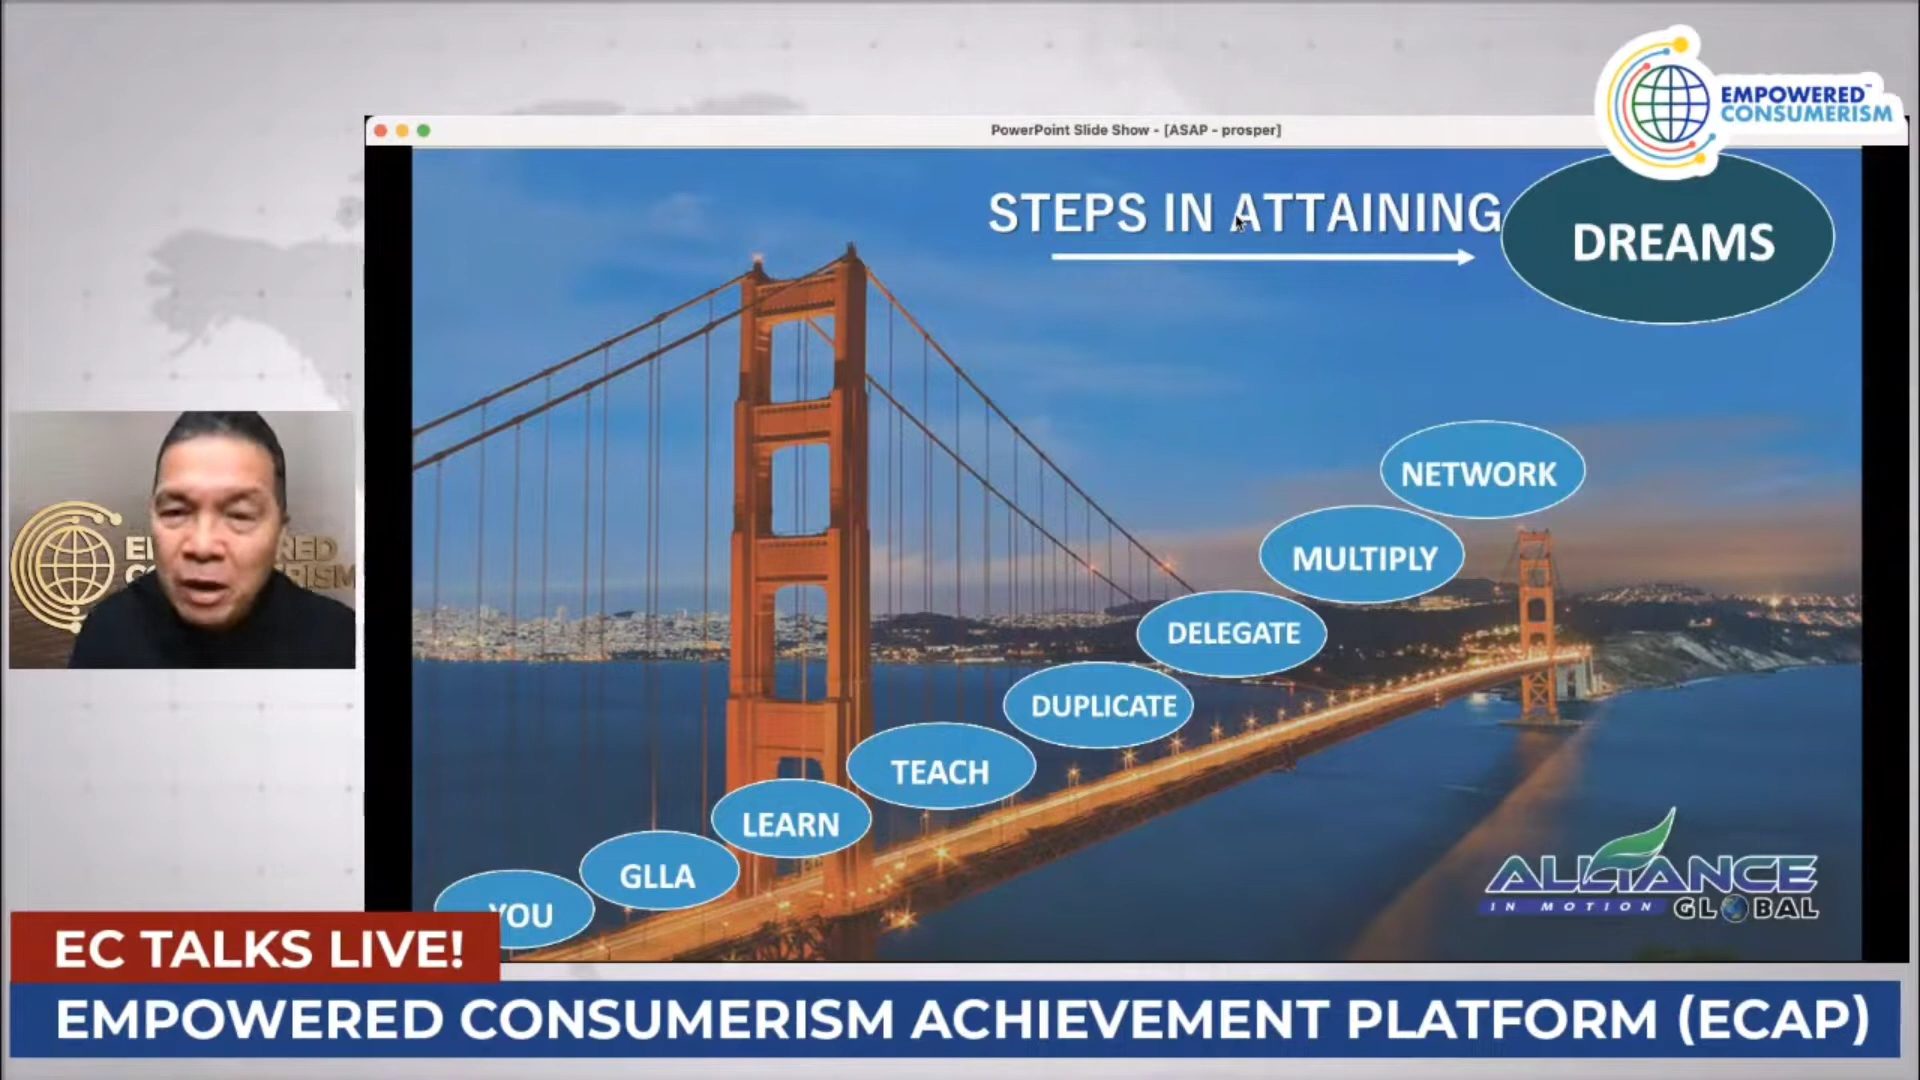 EMPOWERED™
CONSUMERISM
PowerPoint Slide Show - [ASAP - prosper]
STEPS IN ATTAINING
DREAMS
NETWORK
MULTIPLY
DELEGATE
DUPLICATE
TEACH
LEARN
GLLA
YOU
ALLIANCE
IN MOTION
GLOBAL
EC TALKS LIVE!
EMPOWERED CONSUMERISM ACHIEVEMENT PLATFORM (ECAP)